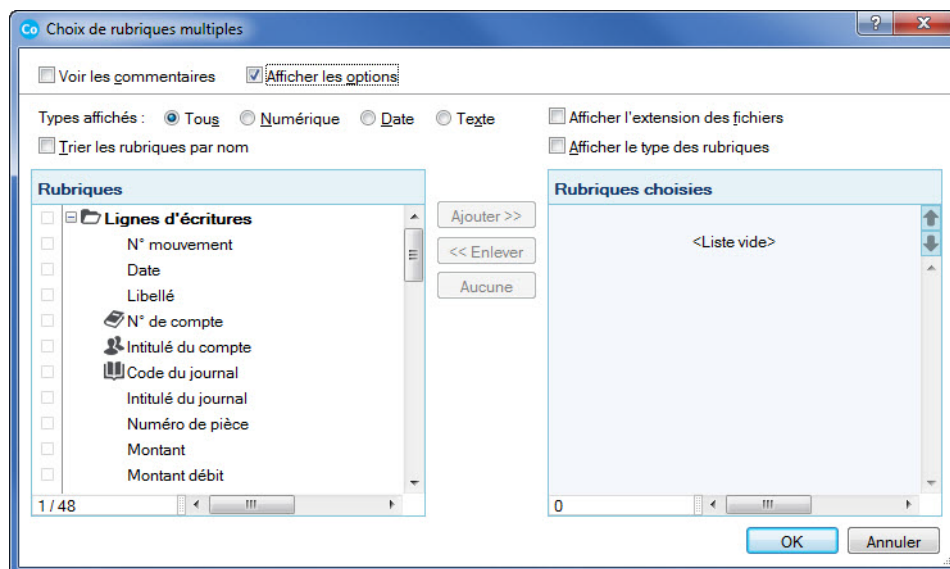 Co Choix de rubriques multiples ? X
Voir les commentaires Afficher les options
Types affichés : Tous Numérique Date Texte Afficher l'extension des fichiers
Trier les rubriques par nom Afficher le type des rubriques
Rubriques Rubriques choisies
Lignes d'écritures Ajouter >>
N° mouvement <Liste vide>
<< Enlever
Date
Aucune
Libellé
N° de compte
Intitulé du compte
Code du journal
Intitulé du journal
Numéro de pièce
Montant
Montant débit
1 / 48 0
OK Annuler